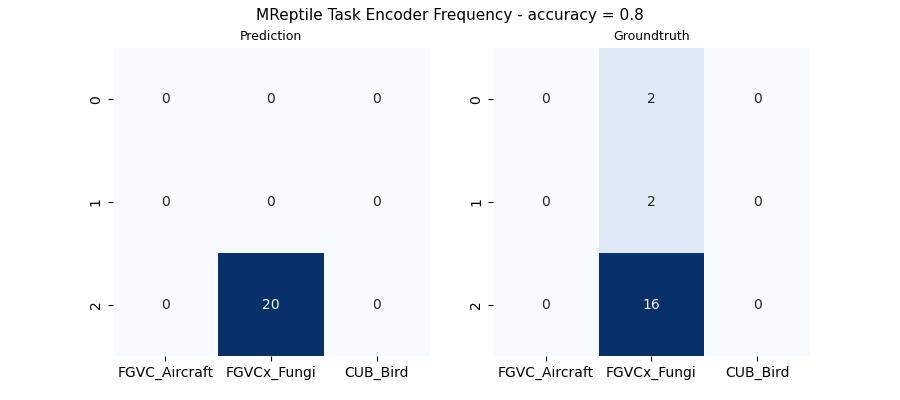 MReptile Task Encoder Frequency - accuracy = 0.8
Prediction
Groundtruth
0 0 0 0
0 0 2 0
1 0 0 0
1 0 2 0
2 0 20 0
2 0 16 0
FGVC_Aircraft FGVCx_Fungi CUB_Bird
FGVC_Aircraft FGVCx_Fungi CUB_Bird